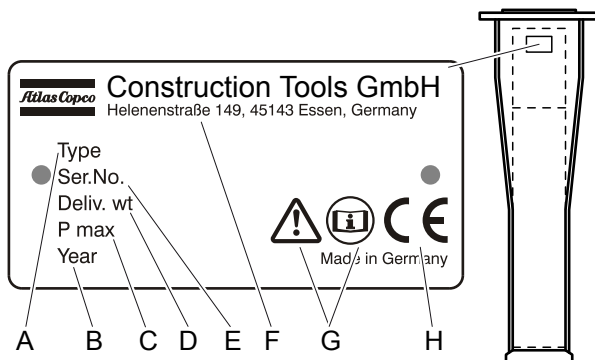 Atlas Copco
Construction Tools GmbH
Helenenstraße 149, 45143 Essen, Germany
Type
Ser.No.
Deliv. wt
P max
Year
CE
Made in Germany
A B C D E F G H